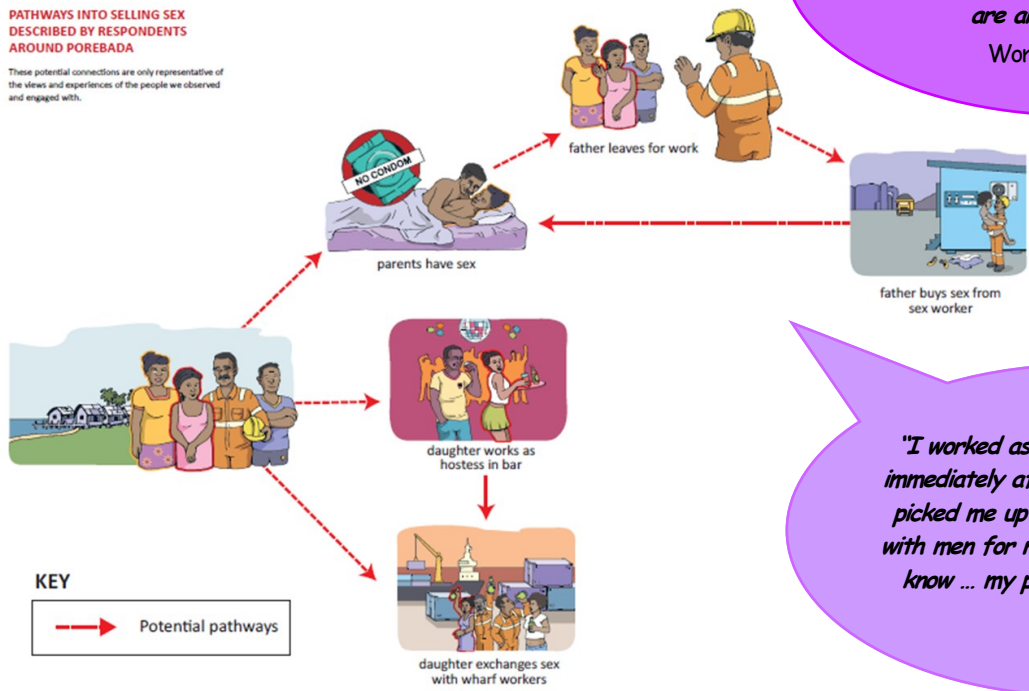 PATHWAYS INTO SELLING SEX
DESCRIBED BY RESPONDENTS
AROUND POREBADA
These potential connections are only representative of
the views and experiences of the people we observed
and engaged with.
are
father leaves for work
NO CONDOM
parents have sex
father buys sex from
sex worker
daughter works as
hostess in bar
"I worked as
immediately
picked me up
with men for
know ... my
KEY
Potential pathways
daughter exchanges sex
with wharf workers